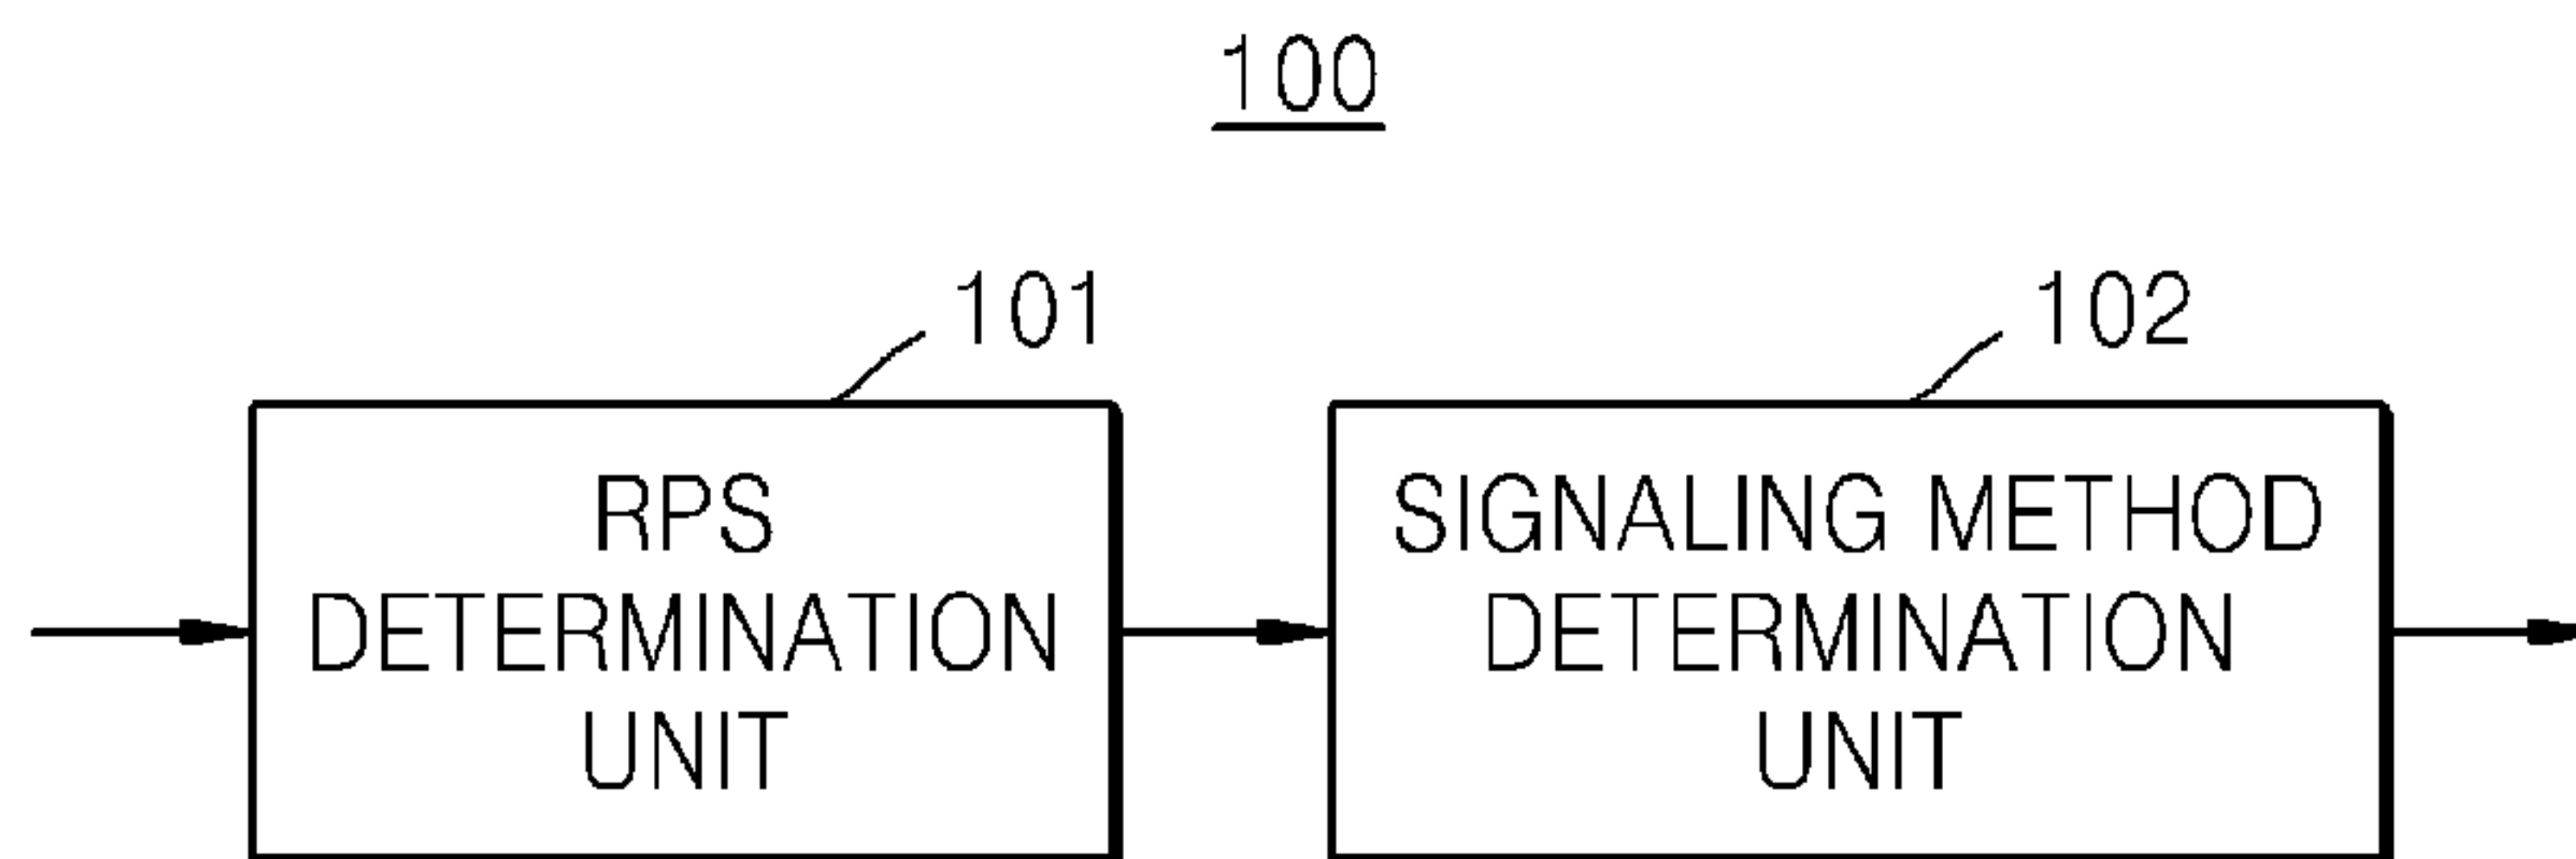 100
101
102
RPS
DETERMINATION
UNIT
SIGNALING METHOD
DETERMINATION
UNIT